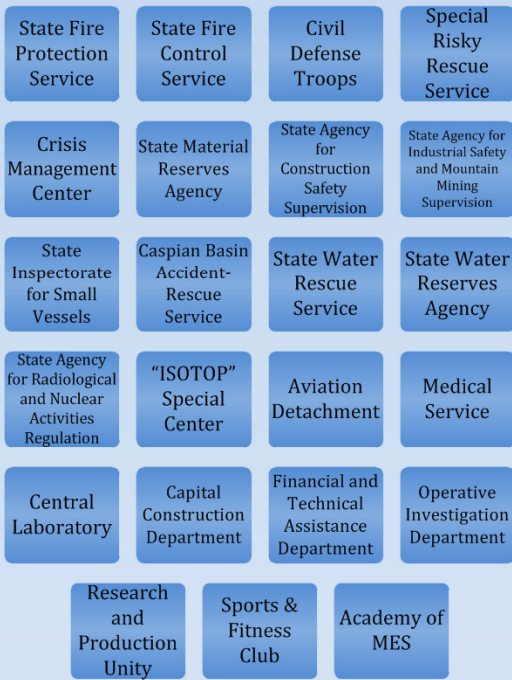 State Fire
Protection
Service
State Fire
Control
Service
Civil
Defense
Troops
Special
Risky
Rescue
Service
Crisis
Management
Center
State Material
Reserves
Agency
State Agency
for
Construction
Safety
Supervision
State Agency for
Industrial Safety
and Mountain
Mining
Supervision
State
Inspectorate
for Small
Vessels
Caspian Basin
Accident-
Rescue
Service
State Water
Rescue
Service
State Water
Reserves
Agency
State Agency
for Radiological
and Nuclear
Activities
Regulation
“ISOTOP”
Special
Center
Aviation
Detachment
Medical
Service
Central
Laboratory
Capital
Construction
Department
Financial and
Technical
Assistance
Department
Operative
Investigation
Department
Research
and
Production
Unity
Sports &
Fitness
Club
Academy of
MES